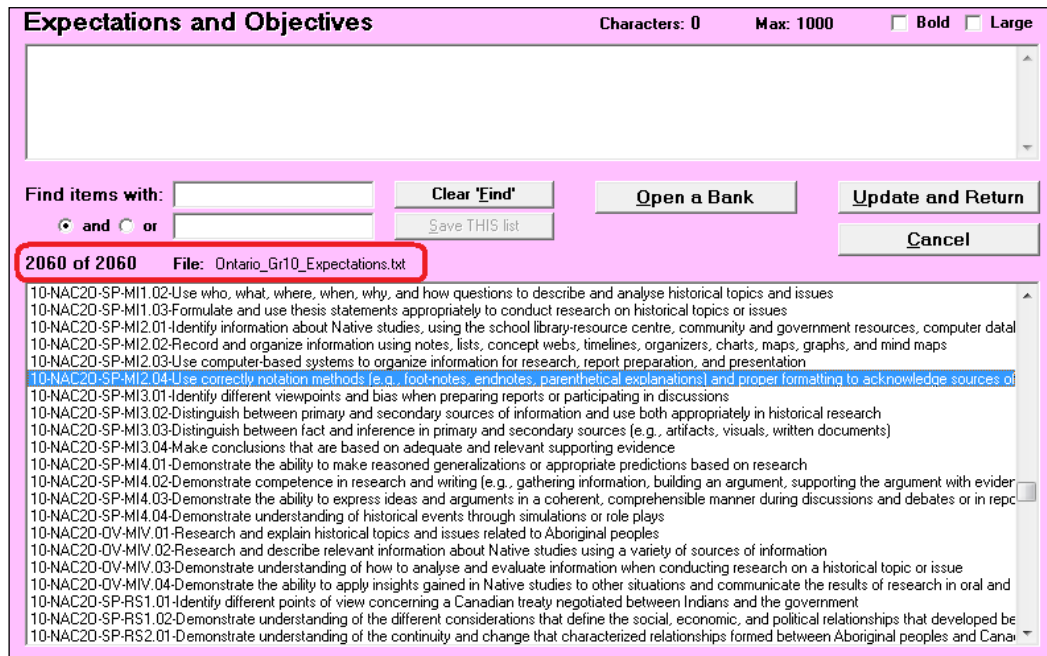 Expectations and Objectives Characters: 0 Max: 1000 Bold Large
Find items with: Clear 'Find' Open a Bank Update and Return
and or Save THIS list Cancel
2060 of 2060 File: Ontario_Gr10_Expectations.txt
10-NAC2O-SP-MI1.02-Use who, what, where, when, why, and how questions to describe and analyse historical topics and issues
10-NAC2O-SP-MI1.03-Formulate and use thesis statements appropriately to conduct research on historical topics or issues
10-NAC2O-SP-MI2.01-Identify information about Native studies, using the school library-resource centre, community and government resources, computer datal
10-NAC2O-SP-MI2.02-Record and organize information using notes, lists, concept webs, timelines, organizers, charts, maps, graphs, and mind maps
10-NAC2O-SP-MI2.03-Use computer-based systems to organize information for research, report preparation, and presentation
10-NAC2O-SP-MI2.04-Use correctly notation methods (e.g., foot-notes, endnotes, parenthetical explanations) and proper formatting to acknowledge sources of
10-NAC2O-SP-MI3.01-Identify different viewpoints and bias when preparing reports or participating in discussions
10-NAC2O-SP-MI3.02-Distinguish between primary and secondary sources of information and use both appropriately in historical research
10-NAC2O-SP-MI3.03-Distinguish between fact and inference in primary and secondary sources (e.g., artifacts, visuals, written documents)
10-NAC2O-SP-MI3.04-Make conclusions that are based on adequate and relevant supporting evidence
10-NAC2O-SP-MI4.01-Demonstrate the ability to make reasoned generalizations or appropriate predictions based on research
10-NAC2O-SP-MI4.02-Demonstrate competence in research and writing (e.g., gathering information, building an argument, supporting the argument with eviden
10-NAC2O-SP-MI4.03-Demonstrate the ability to express ideas and arguments in a coherent, comprehensible manner during discussions and debates or in repo
10-NAC2O-SP-MI4.04-Demonstrate understanding of historical events through simulations or role plays
10-NAC2O-OV-MIV.01-Research and explain historical topics and issues related to Aboriginal peoples
10-NAC2O-OV-MIV.02-Research and describe relevant information about Native studies using a variety of sources of information
10-NAC2O-OV-MIV.03-Demonstrate understanding of how to analyse and evaluate information when conducting research on a historical topic or issue
10-NAC2O-OV-MIV.04-Demonstrate the ability to apply insights gained in Native studies to other situations and communicate the results of research in oral and
10-NAC2O-SP-RS1.01-Identify different points of view concerning a Canadian treaty negotiated between Indians and the government
10-NAC2O-SP-RS1.02-Demonstrate understanding of the different considerations that define the social, economic, and political relationships that developed be
10-NAC2O-SP-RS2.01-Demonstrate understanding of the continuity and change that characterized relationships formed between Aboriginal peoples and Cana